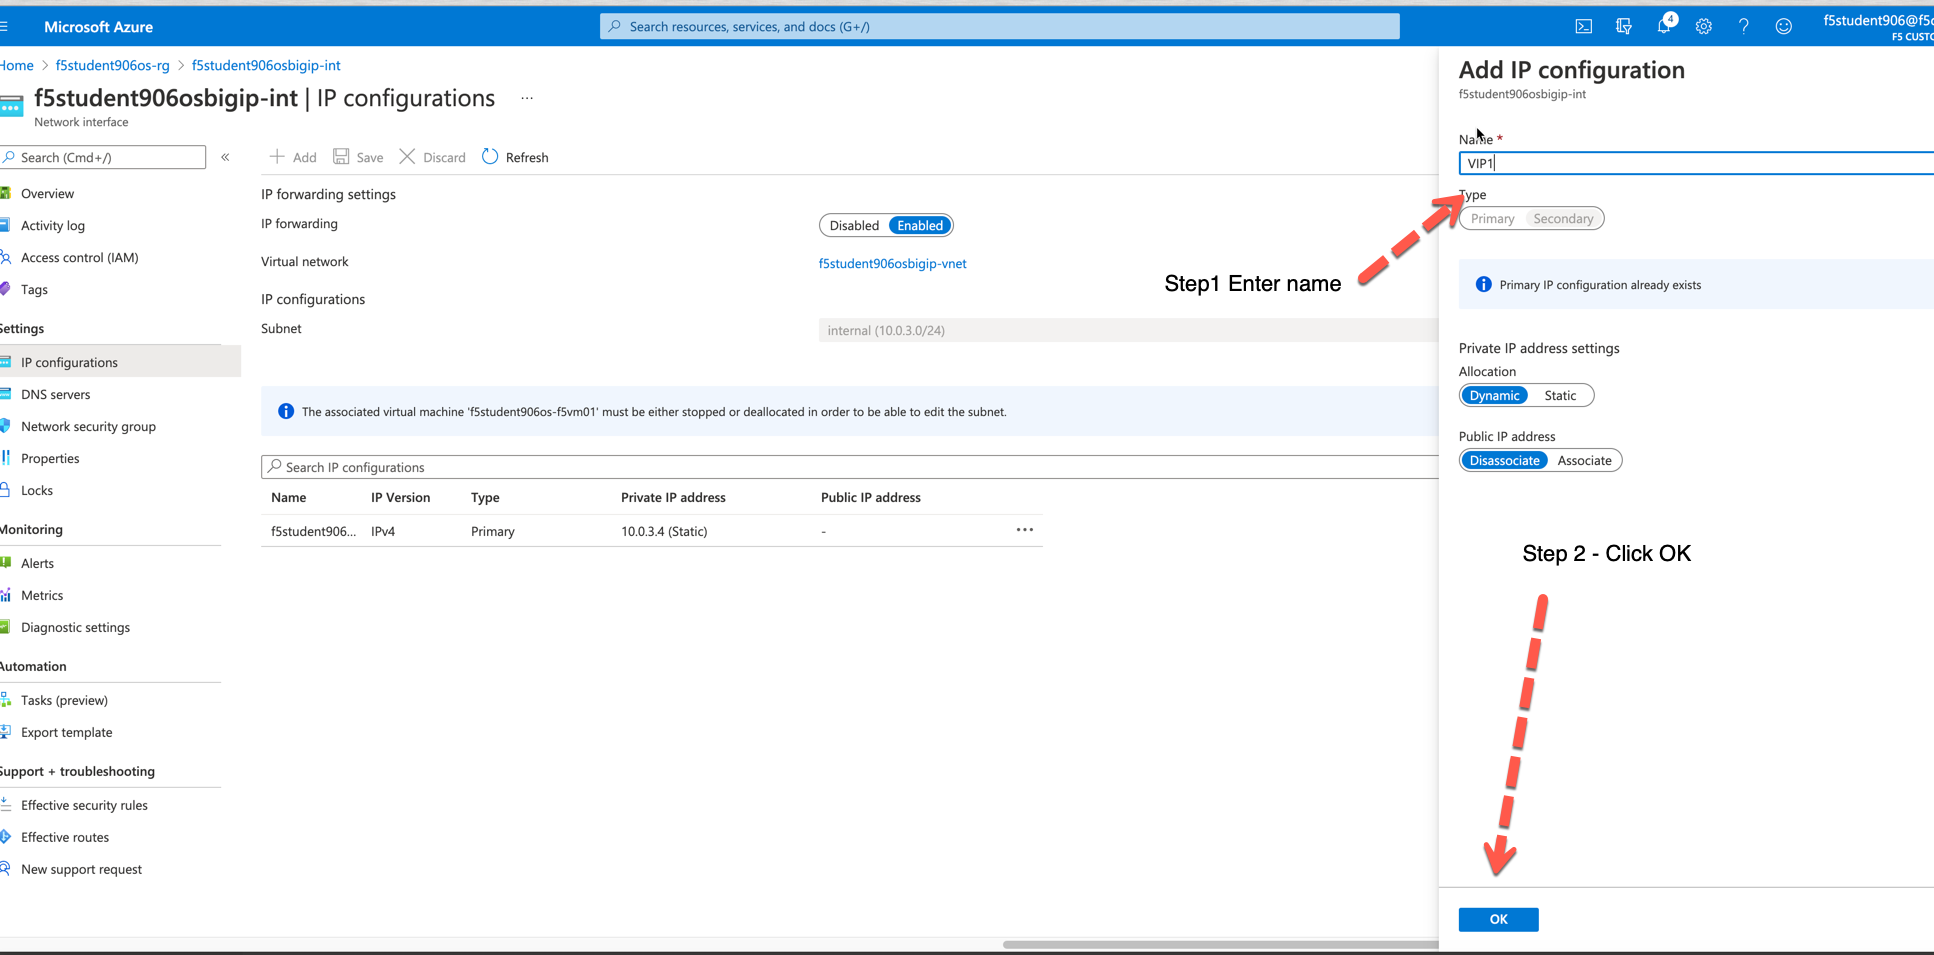 Microsoft Azure
Search resources, services, and docs (G+/)
4
f5student906@f5c
F5 CUSTO
Home > f5student906os-rg > f5student906osbigip-int
f5student906osbigip-int | IP configurations ...
Network interface
Search (Cmd+/) «
Add Save Discard Refresh
Overview
Activity log
Access control (IAM)
Tags
Settings
IP configurations
DNS servers
Network security group
Properties
Locks
Monitoring
Alerts
Metrics
Diagnostic settings
Automation
Tasks (preview)
Export template
Support + troubleshooting
Effective security rules
Effective routes
New support request
IP forwarding settings
IP forwarding Disabled Enabled
Virtual network f5student906osbigip-vnet
IP configurations
Subnet internal (10.0.3.0/24)
The associated virtual machine 'f5student906os-f5vm01' must be either stopped or deallocated in order to be able to edit the subnet.
Search IP configurations
Name IP Version Type Private IP address Public IP address
f5student906... IPv4 Primary 10.0.3.4 (Static) - ...
Step1 Enter name
Add IP configuration
f5student906osbigip-int
Name *
VIP1
Type
Primary Secondary
Primary IP configuration already exists
Private IP address settings
Allocation
Dynamic Static
Public IP address
Disassociate Associate
Step 2 - Click OK
OK